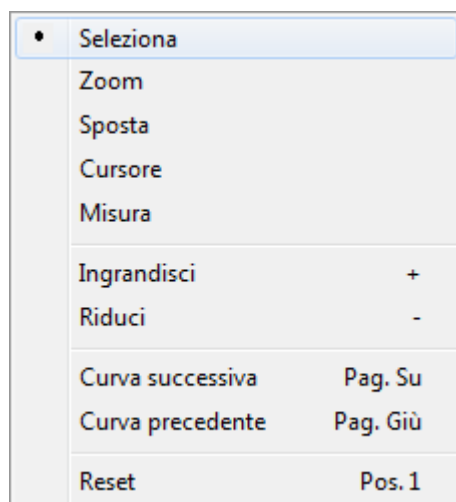 Seleziona
Zoom
Sposta
Cursore
Misura
Ingrandisci +
Riduci -
Curva successiva Pag. Su
Curva precedente Pag. Giù
Reset Pos. 1